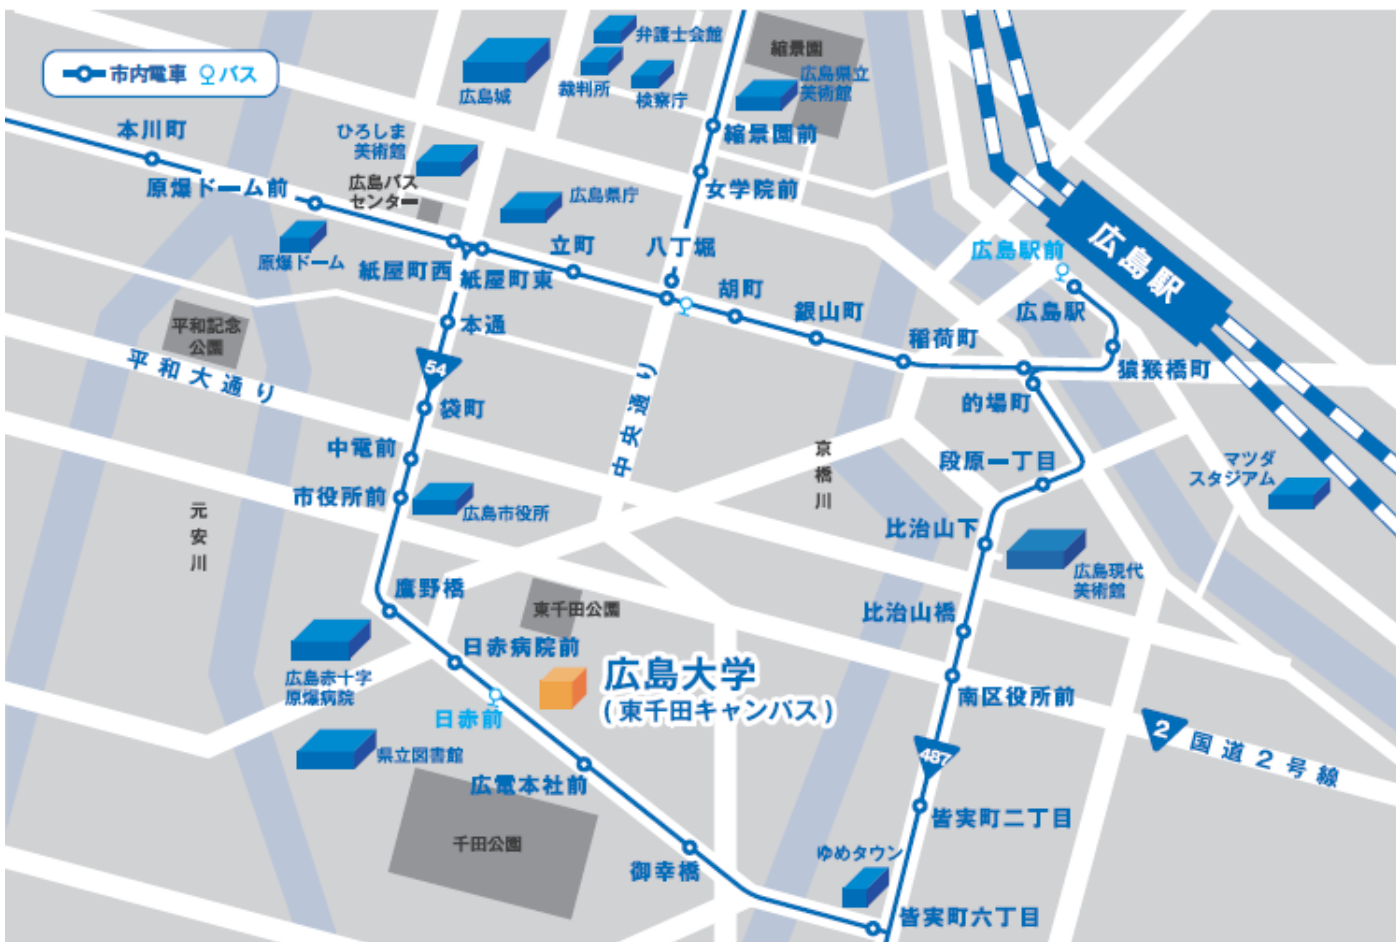 市内電車 バス
弁護士会館
縮景園
広島城
裁判所
検察庁
広島県立
美術館
本川町
ひろしま
美術館
縮景園前
原爆ドーム前
広島バス
センター
広島県庁
女学院前
原爆ドーム
紙屋町西
紙屋町東
立町
八丁堀
胡町
銀山町
稲荷町
広島駅前
広島駅
広島駅
猿猴橋町
的場町
平和記念
公園
平和大通り
本通
54
袋町
中電前
市役所前
広島市役所
中央通り
京橋川
段原一丁目
マツダ
スタジアム
元安川
比治山下
広島現代
美術館
鷹野橋
東千田公園
比治山橋
日赤病院前
広島赤十字
原爆病院
広島大学
(東千田キャンパス)
南区役所前
日赤前
県立図書館
2
国道2号線
487
広電本社前
皆実町二丁目
千田公園
御幸橋
ゆめタウン
皆実町六丁目